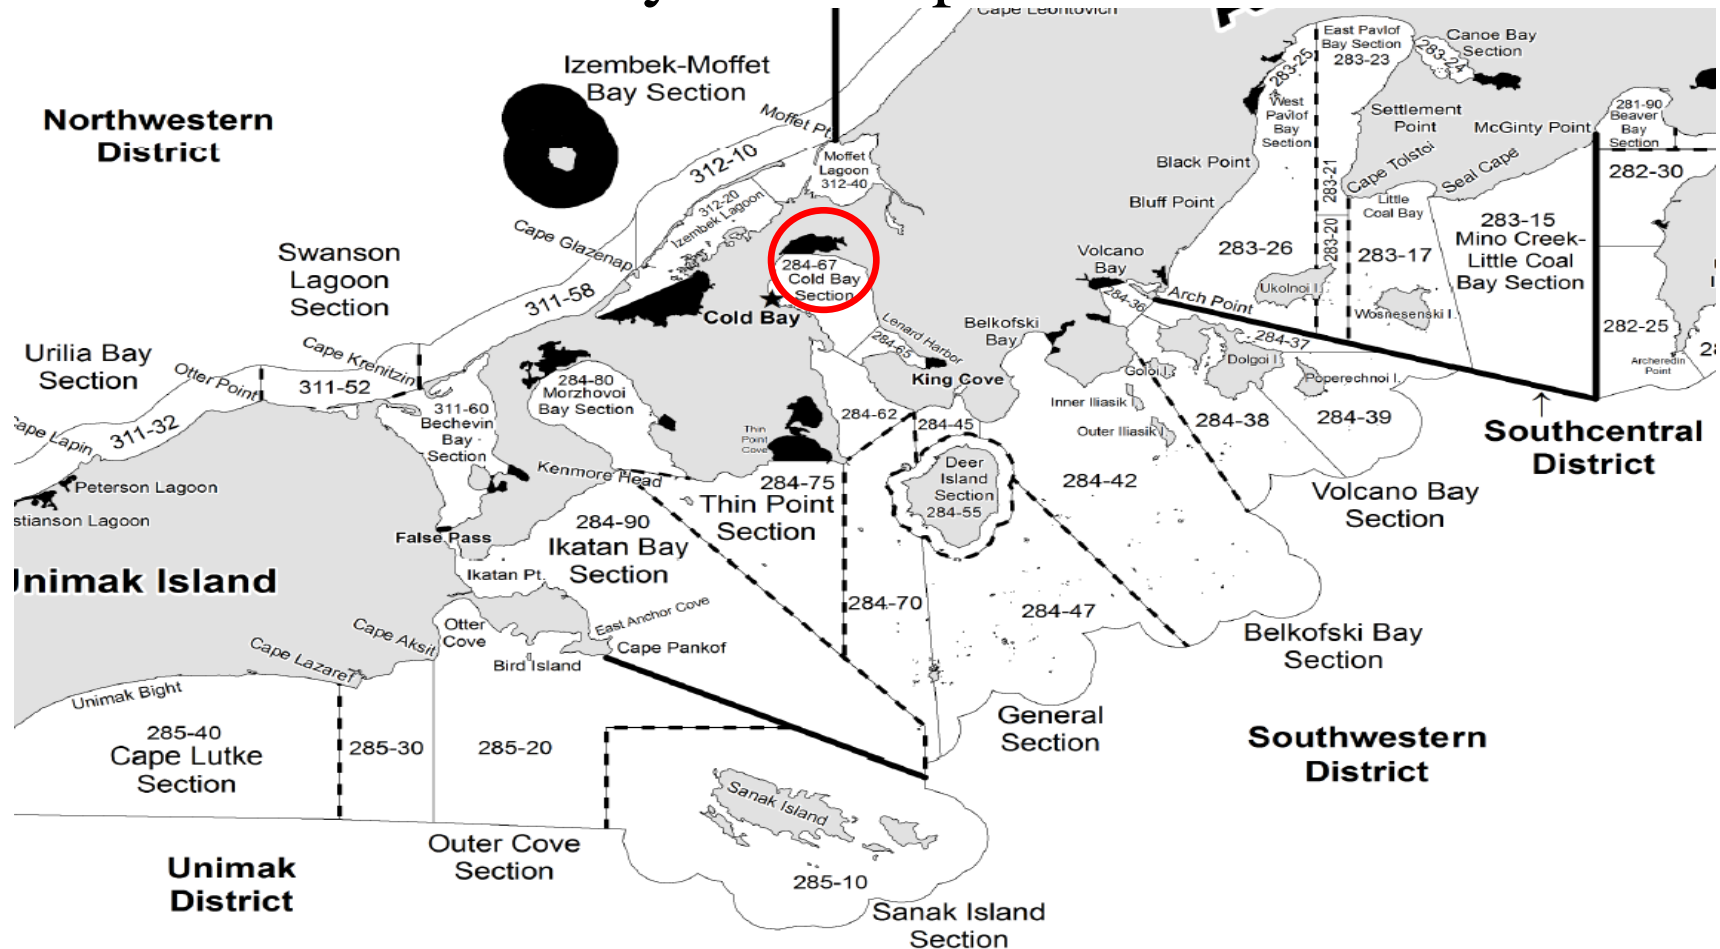 Cape Leontovich
Izembek-Moffet
Bay Section
Northwestern
District
Moffet Pt.
312-10
Moffet
Lagoon
312-40
312-20
Izembek Lagoon
Cape Glazenap
Swanson
Lagoon
Section
311-58
284-67
Cold Bay
Section
Cold Bay
East Pavlof
Bay Section
283-23
283-25
283-24
Canoe Bay
Section
West
Pavlof
Bay
Section
Settlement
Point
McGinty Point
281-90
Beaver
Bay
Section
Black Point
Bluff Point
283-21
Cape Tolstoi
Seal Cape
282-30
Little
Coal Bay
283-15
Mino Creek-
Little Coal
Bay Section
283-26
283-20
283-17
Volcano
Bay
284-36
Arch Point
Ukolnoi I.
Wosnesenski I.
282-25
Archeredin
Point
Urilia Bay
Section
Otter Point
Cape Krenitzin
311-52
311-32
Lenard Harbor
284-65
King Cove
Belkofski
Bay
284-37
Dolgoi I.
Goloi I.
Poperechnoi I.
284-80
Morzhovoi
Bay Section
311-60
Bechevin
Bay
Section
Inner Iliasik I.
Outer Iliasik I.
284-38
284-39
Southcentral
District
284-62
284-45
Thin
Point
Cove
Kenmore Head
284-75
Thin Point
Section
Deer
Island
Section
284-55
284-42
Volcano Bay
Section
Peterson Lagoon
False Pass
284-90
Ikatan Bay
Section
Ikatan Pt.
284-70
284-47
East Anchor Cove
Otter
Cove
Cape Aksit
Bird Island
Cape Pankof
Belkofski Bay
Section
Cape Lazaref
Unimak Bight
285-40
Cape Lutke
Section
285-30
285-20
General
Section
Southwestern
District
Sanak Island
Outer Cove
Section
Unimak
District
285-10
Sanak Island
Section